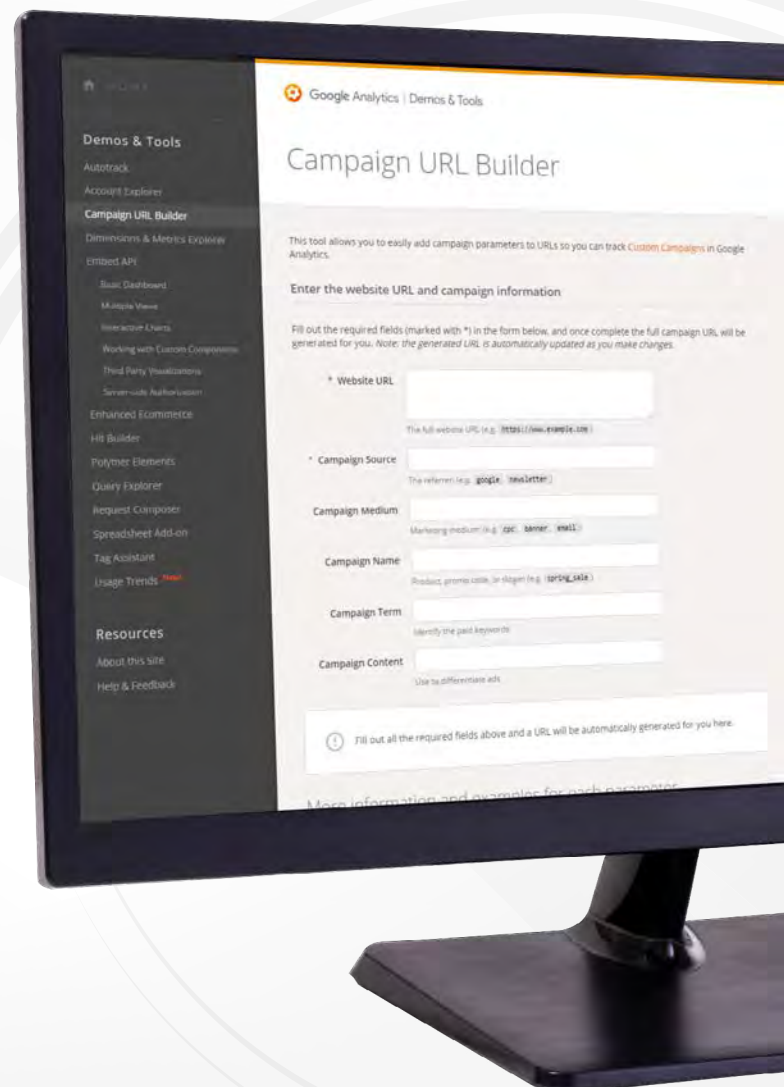 Google Analytics | Demos & Tools
Demos & Tools
Autotrack
Account Explorer
Campaign URL Builder
Dimensions & Metrics Explorer
Embed API
Basic Dashboard
Multiple Views
Interactive Charts
Working with Custom Components
Third Party Visualizations
Server-side Authorization
Enhanced Ecommerce
Hit Builder
Polymer Elements
Query Explorer
Request Composer
Spreadsheet Add-on
Tag Assistant
Usage Trends New!
Resources
About this Site
Help & Feedback
Campaign URL Builder
This tool allows you to easily add campaign parameters to URLs so you can track Custom Campaigns in Google
Analytics.
Enter the website URL and campaign information
Fill out the required fields (marked with *) in the form below, and once complete the full campaign URL will be
generated for you. Note: the generated URL is automatically updated as you make changes.
* Website URL
The full website URL (e.g. https://www.example.com )
* Campaign Source
The referrer: (e.g. google, newsletter )
Campaign Medium
Marketing medium: (e.g. cpc, banner, email )
Campaign Name
Product, promo code, or slogan (e.g. spring_sale )
Campaign Term
Identify the paid keywords
Campaign Content
Use to differentiate ads
Fill out all the required fields above and a URL will be automatically generated for you here.
More information and examples for each parameter